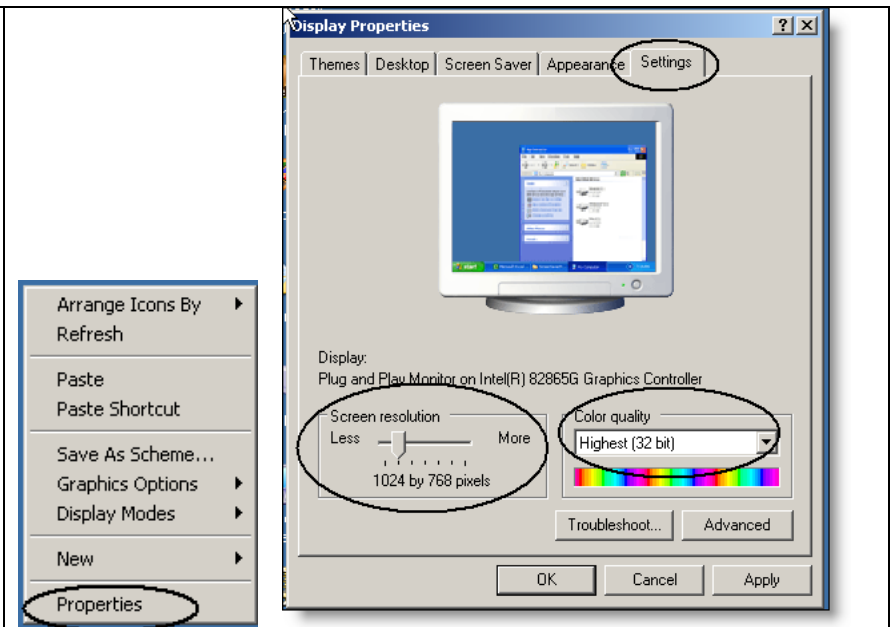 Arrange Icons By
Refresh
Paste
Paste Shortcut
Save As Scheme...
Graphics Options
Display Modes
New
Properties
Display Properties
Themes Desktop Screen Saver Appearance Settings
Display:
Plug and Play Monitor on Intel(R) 82865G Graphics Controller
Screen resolution
Less More
1024 by 768 pixels
Color quality
Highest (32 bit)
Troubleshoot... Advanced
OK Cancel Apply